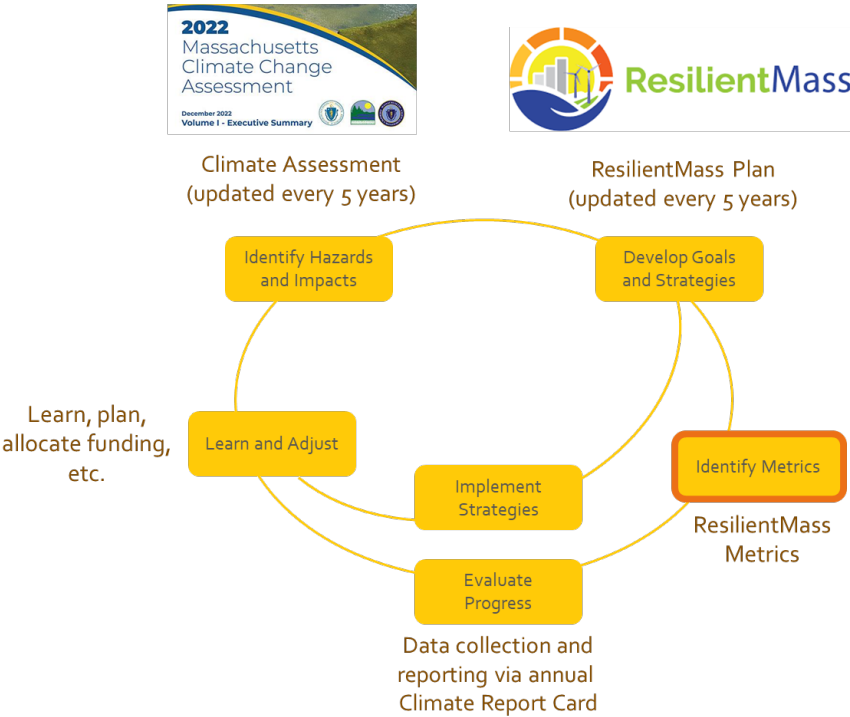 2022
Massachusetts
Climate Change
Assessment
December 2022
Volume I - Executive Summary
ResilientMass
Climate Assessment
(updated every 5 years)
ResilientMass Plan
(updated every 5 years)
Identify Hazards
and Impacts
Develop Goals
and Strategies
Learn, plan,
allocate funding,
etc.
Learn and Adjust
Implement
Strategies
Identify Metrics
ResilientMass
Metrics
Evaluate
Progress
Data collection and
reporting via annual
Climate Report Card